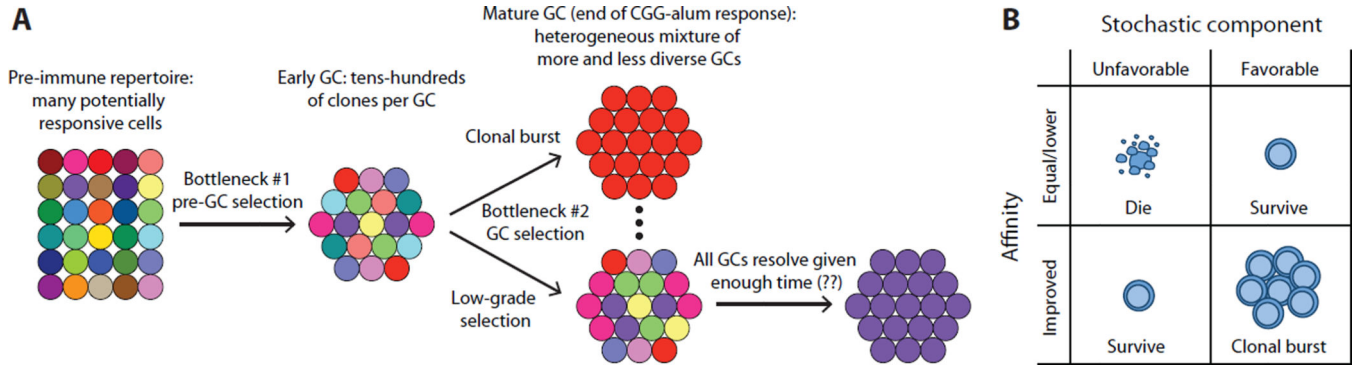 A
Pre-immune repertoire:
many potentially
responsive cells
Bottleneck #1
pre-GC selection
Early GC: tens-hundreds
of clones per GC
Mature GC (end of CGG-alum response):
heterogeneous mixture of
more and less diverse GCs
Clonal burst
Bottleneck #2
GC selection
Low-grade
selection
All GCs resolve given
enough time (??)
B
Stochastic component
Unfavorable
Favorable
Affinity
Equal/lower
Die
Survive
Improved
Survive
Clonal burst